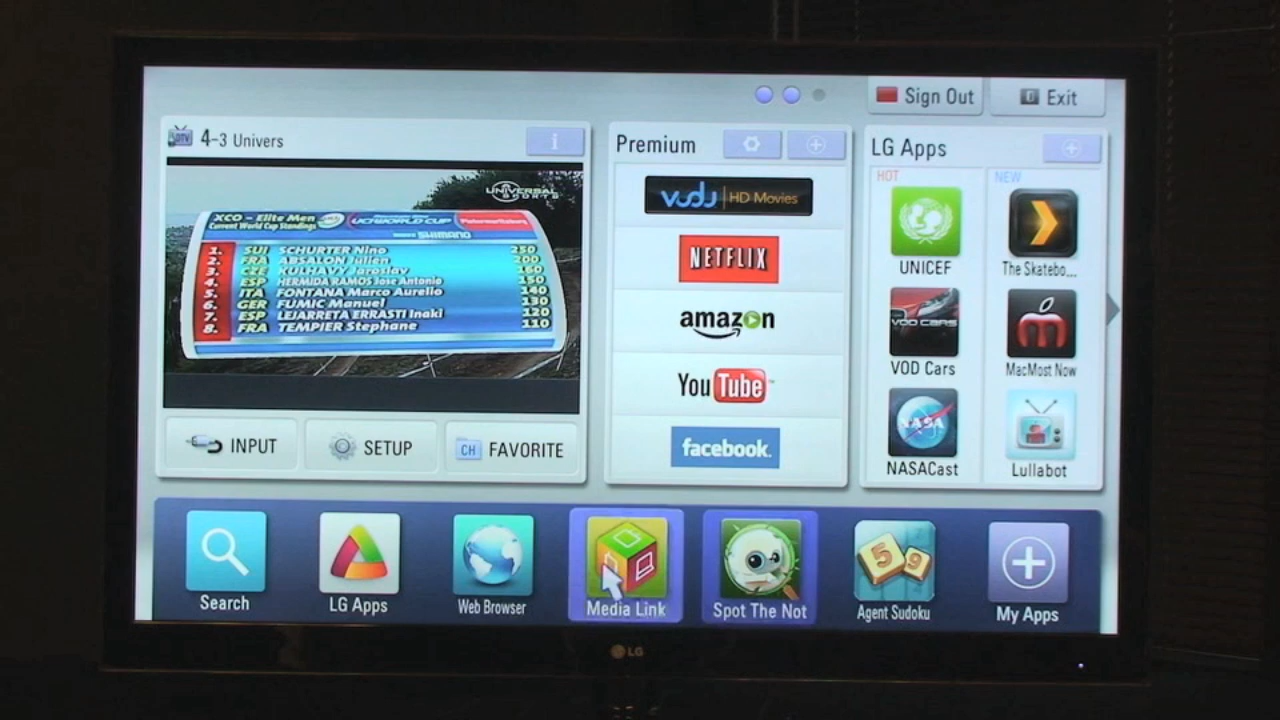 Sign Out
Exit
DTV 4-3 Univers
i
UNIVERSAL
SPORTS
XCO - Elite Men
Current World Cup Standings
UCI WORLD CUP
Pietermaritzburg
SHIMANO
1. SUI SCHURTER Nino 250
2. FRA ABSALON Julien 200
3. CZE KULHAVY Jaroslav 160
4. ESP HERMIDA RAMOS Jose Antonio 150
5. ITA FONTANA Marco Aurelio 140
6. GER FUMIC Manuel 130
7. ESP LEJARRETA ERRASTI Inaki 120
8. FRA TEMPIER Stephane 110
INPUT
SETUP
CH FAVORITE
Premium
vudu HD Movies
NETFLIX
amazon
YouTube
facebook.
LG Apps
HOT
NEW
UNICEF
The Skatebo...
VOD CARS
VOD Cars
MacMost Now
NASA
NASACast
Lullabot
Search
LG Apps
Web Browser
Media Link
Spot The Not
5 9
Agent Sudoku
My Apps
LG